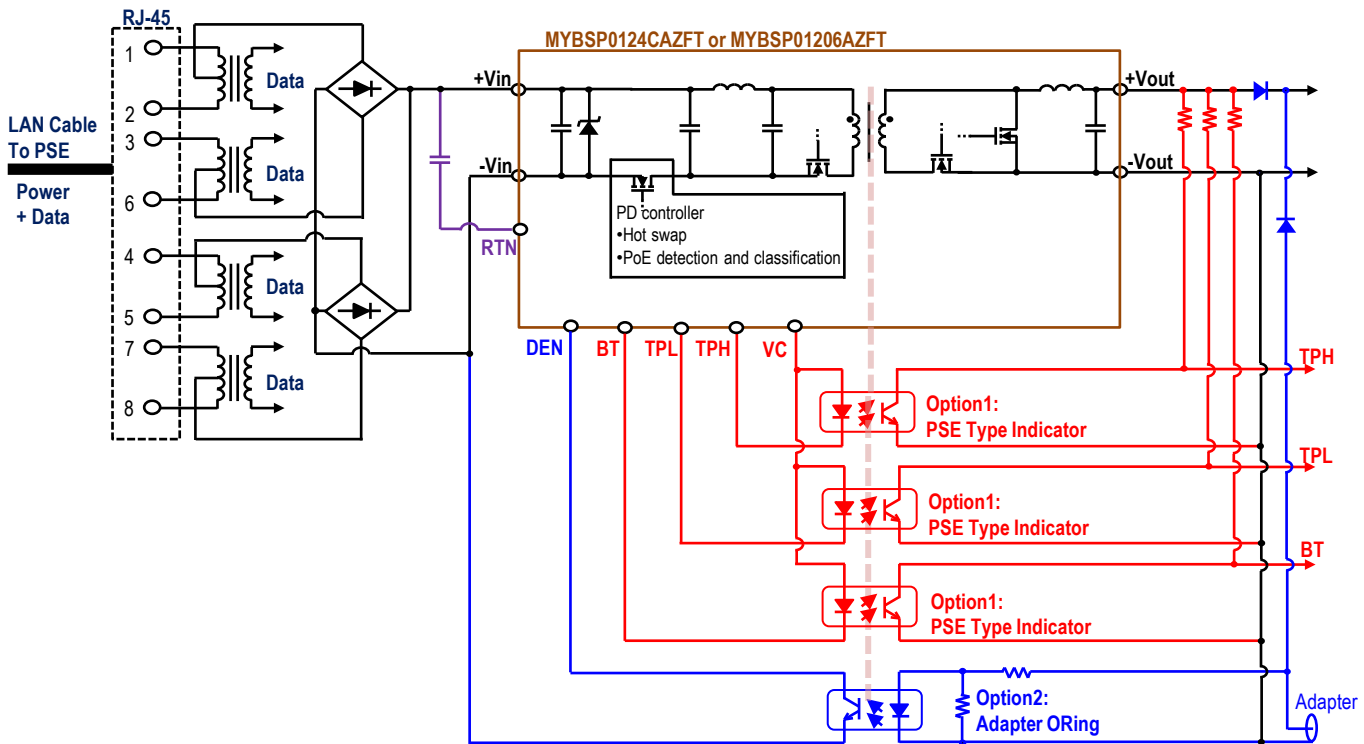 RJ-45
MYBSP0124CAZFT or MYBSP01206AZFT
1
Data
+Vin
+Vout
2
LAN Cable
To PSE
3
Data
-Vin
-Vout
Power
+ Data
6
PD controller
•Hot swap
•PoE detection and classification
RTN
4
Data
5
7
Data
8
DEN
BT
TPL
TPH
VC
TPH
Option1:
PSE Type Indicator
TPL
Option1:
PSE Type Indicator
BT
Option1:
PSE Type Indicator
Option2:
Adapter ORing
Adapter